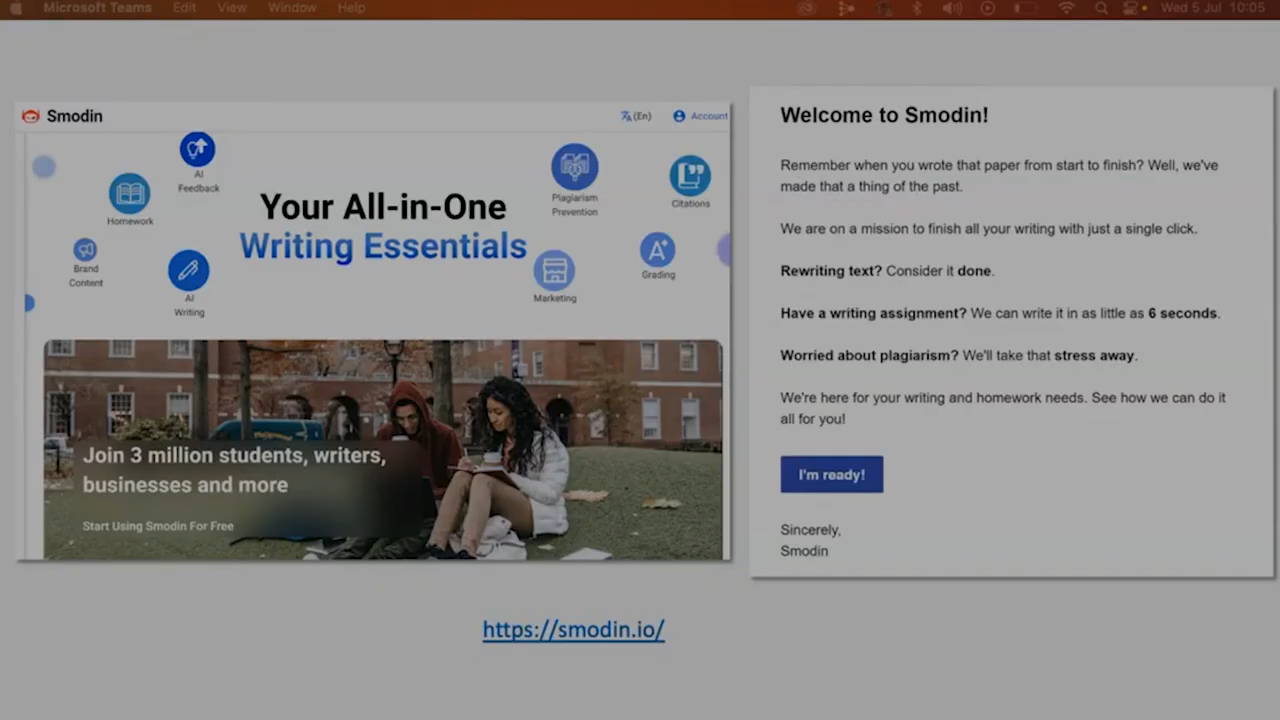 Microsoft Teams Edit View Window Help Wed 5 Jul 10:05
Smodin
(En) Account
AI
Feedback
Homework
Brand
Content
AI
Writing
Your All-in-One
Writing Essentials
Plagiarism
Prevention
Citations
Grading
Marketing
Join 3 million students, writers,
businesses and more
Start Using Smodin For Free
Welcome to Smodin!
Remember when you wrote that paper from start to finish? Well, we've
made that a thing of the past.
We are on a mission to finish all your writing with just a single click.
Rewriting text? Consider it done.
Have a writing assignment? We can write it in as little as 6 seconds.
Worried about plagiarism? We'll take that stress away.
We're here for your writing and homework needs. See how we can do it
all for you!
I'm ready!
Sincerely,
Smodin
https://smodin.io/